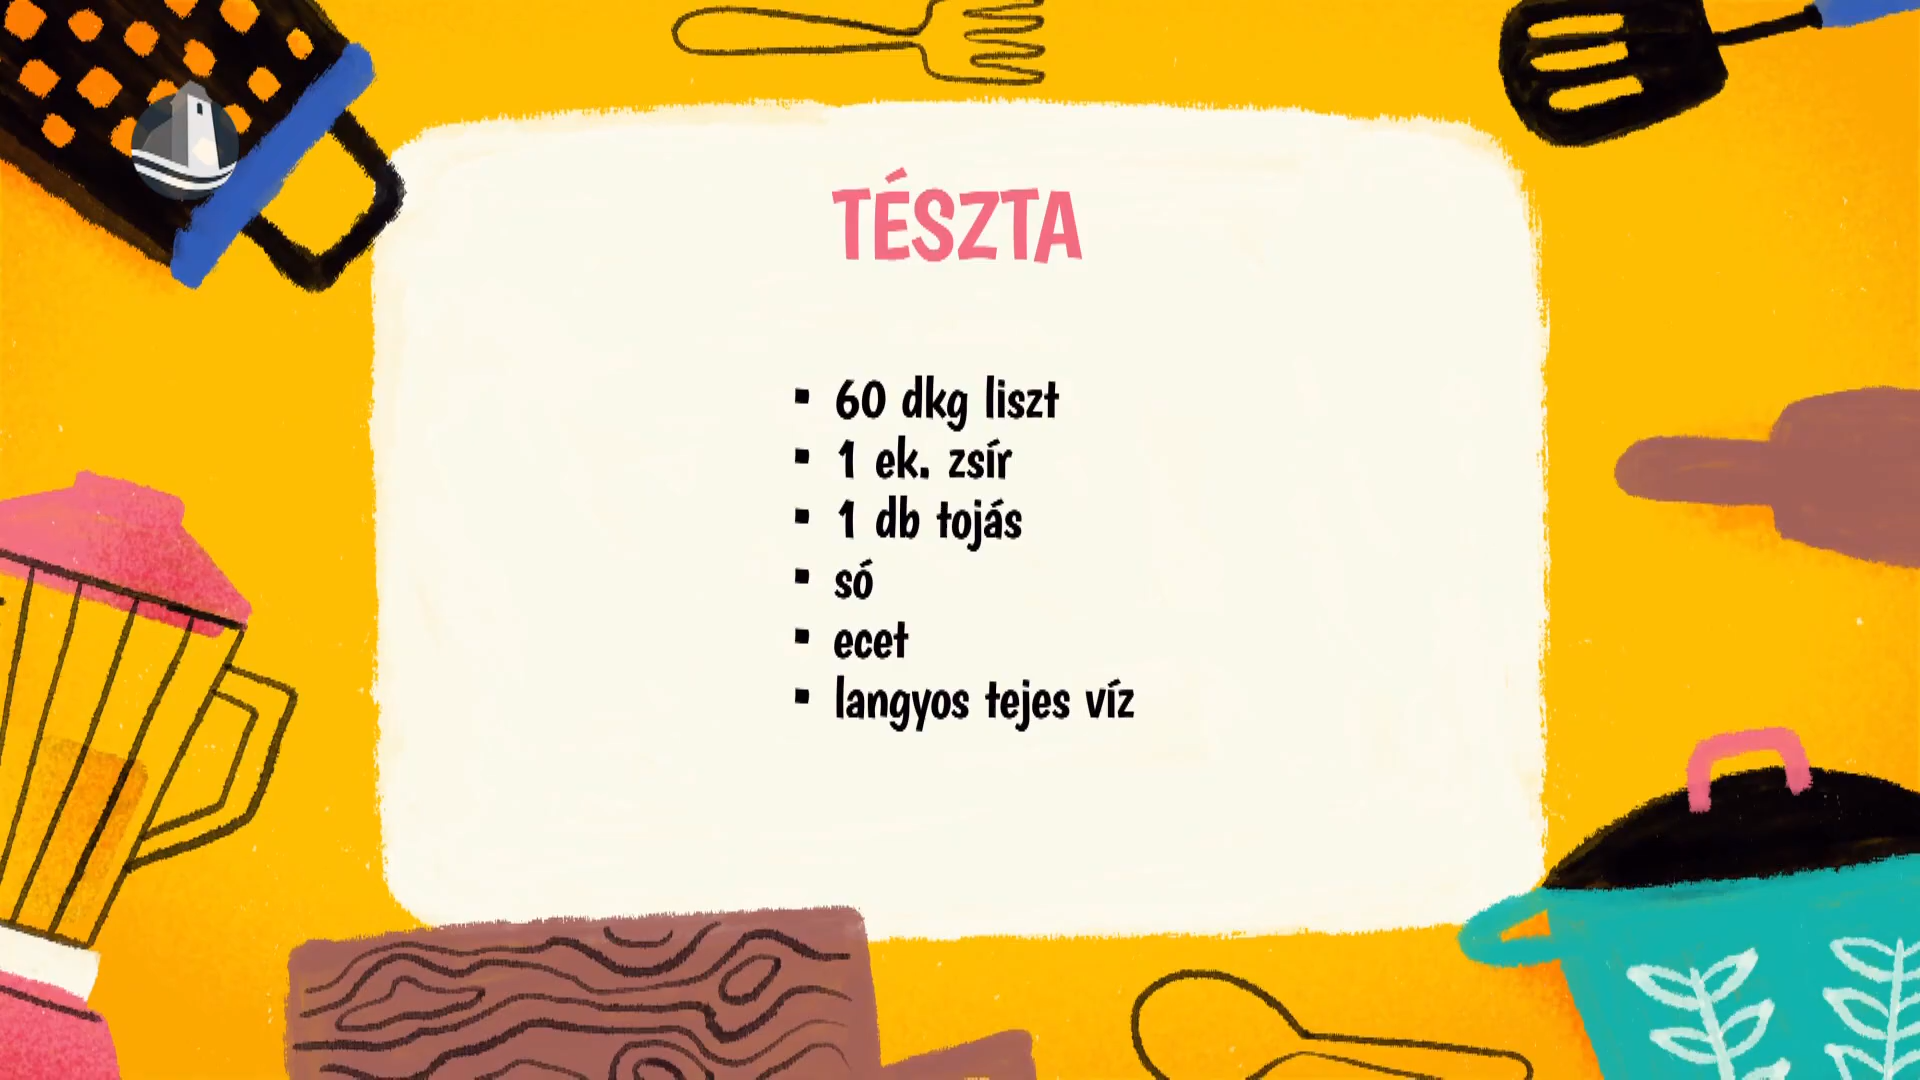 TÉSZTA
▪ 60 dkg liszt
▪ 1 ek. zsír
▪ 1 db tojás
▪ só
▪ ecet
▪ langyos tejes víz